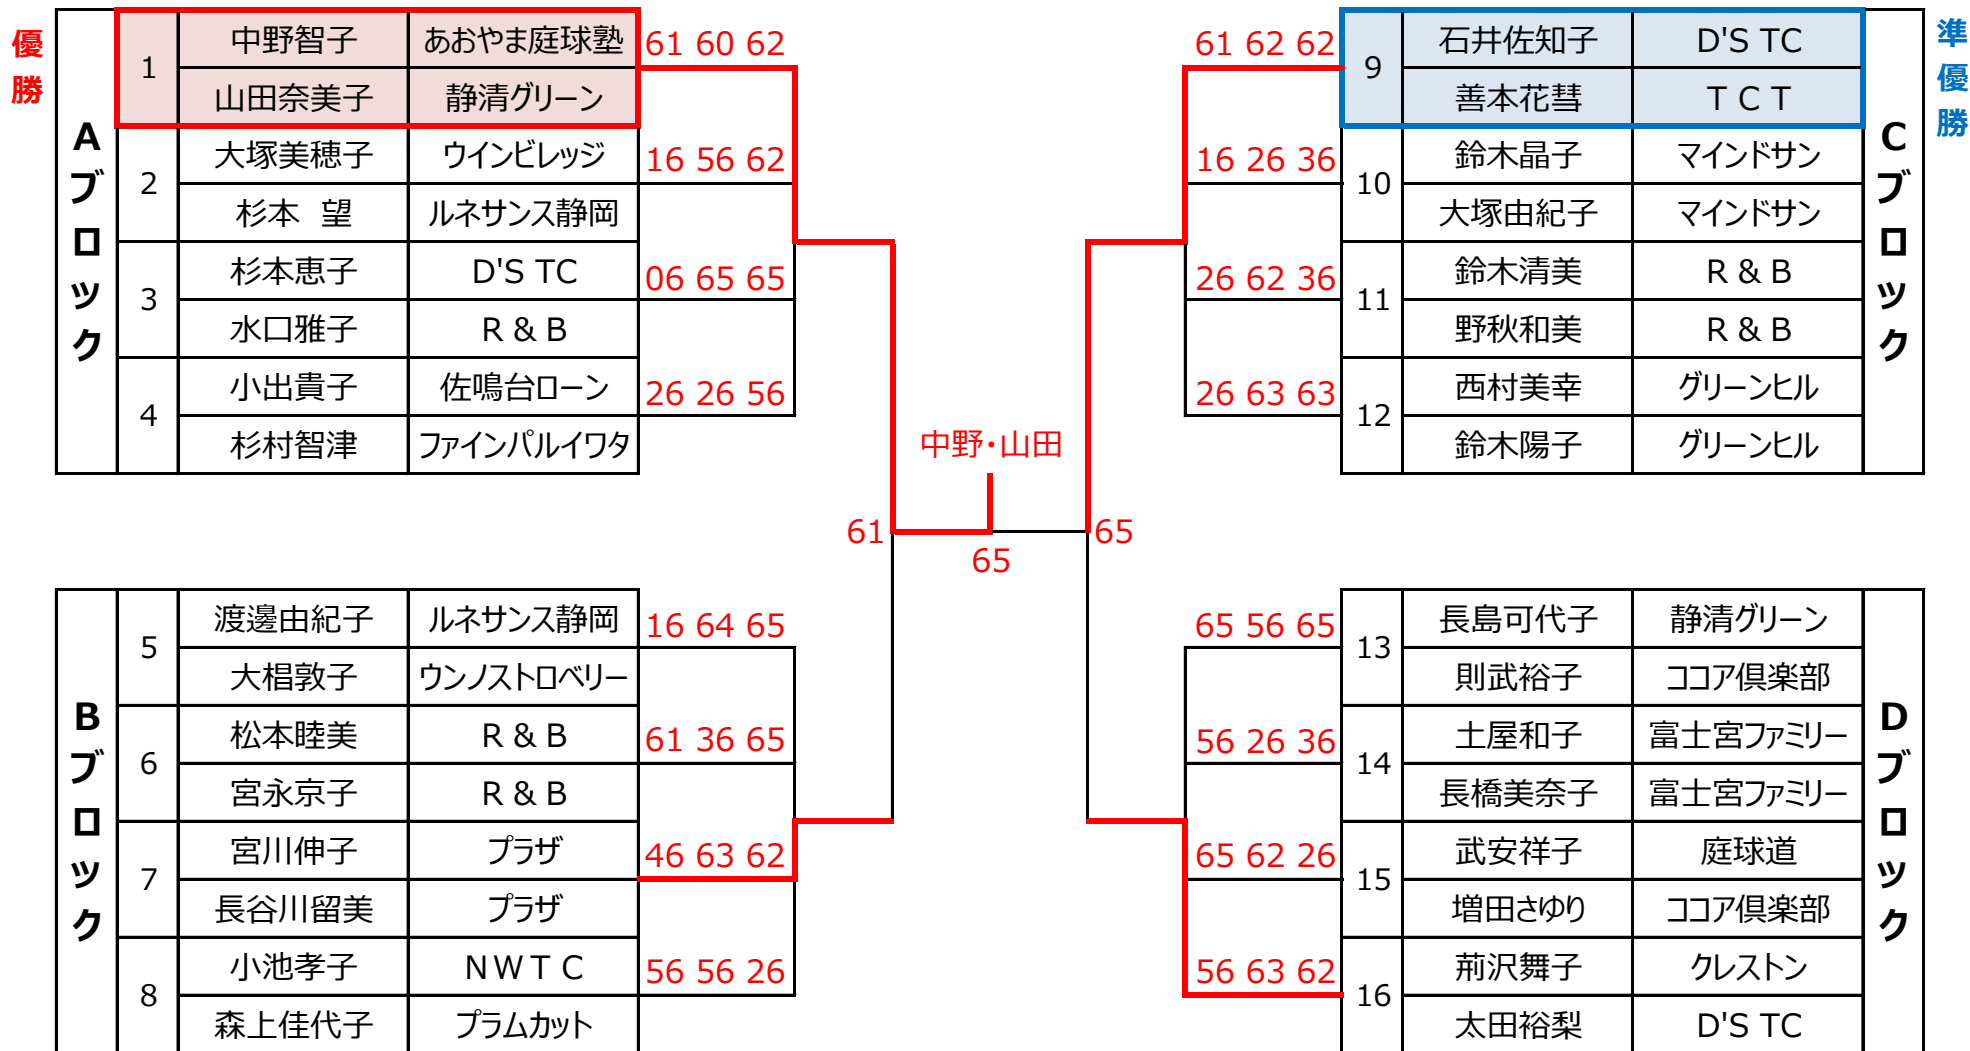 優勝
Aブロック
1 中野智子 あおやま庭球塾 61 60 62
山田奈美子 静清グリーン
2 大塚美穂子 ウインビレッジ 16 56 62
杉本 望 ルネサンス静岡
3 杉本恵子 D'S TC 06 65 65
水口雅子 R & B
4 小出貴子 佐鳴台ローン 26 26 56
杉村智津 ファインパルイワタ
Bブロック
5 渡邊由紀子 ルネサンス静岡 16 64 65
大椙敦子 ウンノストロベリー
6 松本睦美 R & B 61 36 65
宮永京子 R & B
7 宮川伸子 プラザ 46 63 62
長谷川留美 プラザ
8 小池孝子 NWTC 56 56 26
森上佳代子 プラムカット
中野・山田
61
65
65
準優勝
Cブロック
61 62 62 9 石井佐知子 D'S TC
善本花彗 TCT
16 26 36 10 鈴木晶子 マインドサン
大塚由紀子 マインドサン
26 62 36 11 鈴木清美 R & B
野秋和美 R & B
26 63 63 12 西村美幸 グリーンヒル
鈴木陽子 グリーンヒル
Dブロック
65 56 65 13 長島可代子 静清グリーン
則武裕子 ココア倶楽部
56 26 36 14 土屋和子 富士宮ファミリー
長橋美奈子 富士宮ファミリー
65 62 26 15 武安祥子 庭球道
増田さゆり ココア倶楽部
56 63 62 16 荊沢舞子 クレストン
太田裕梨 D'S TC